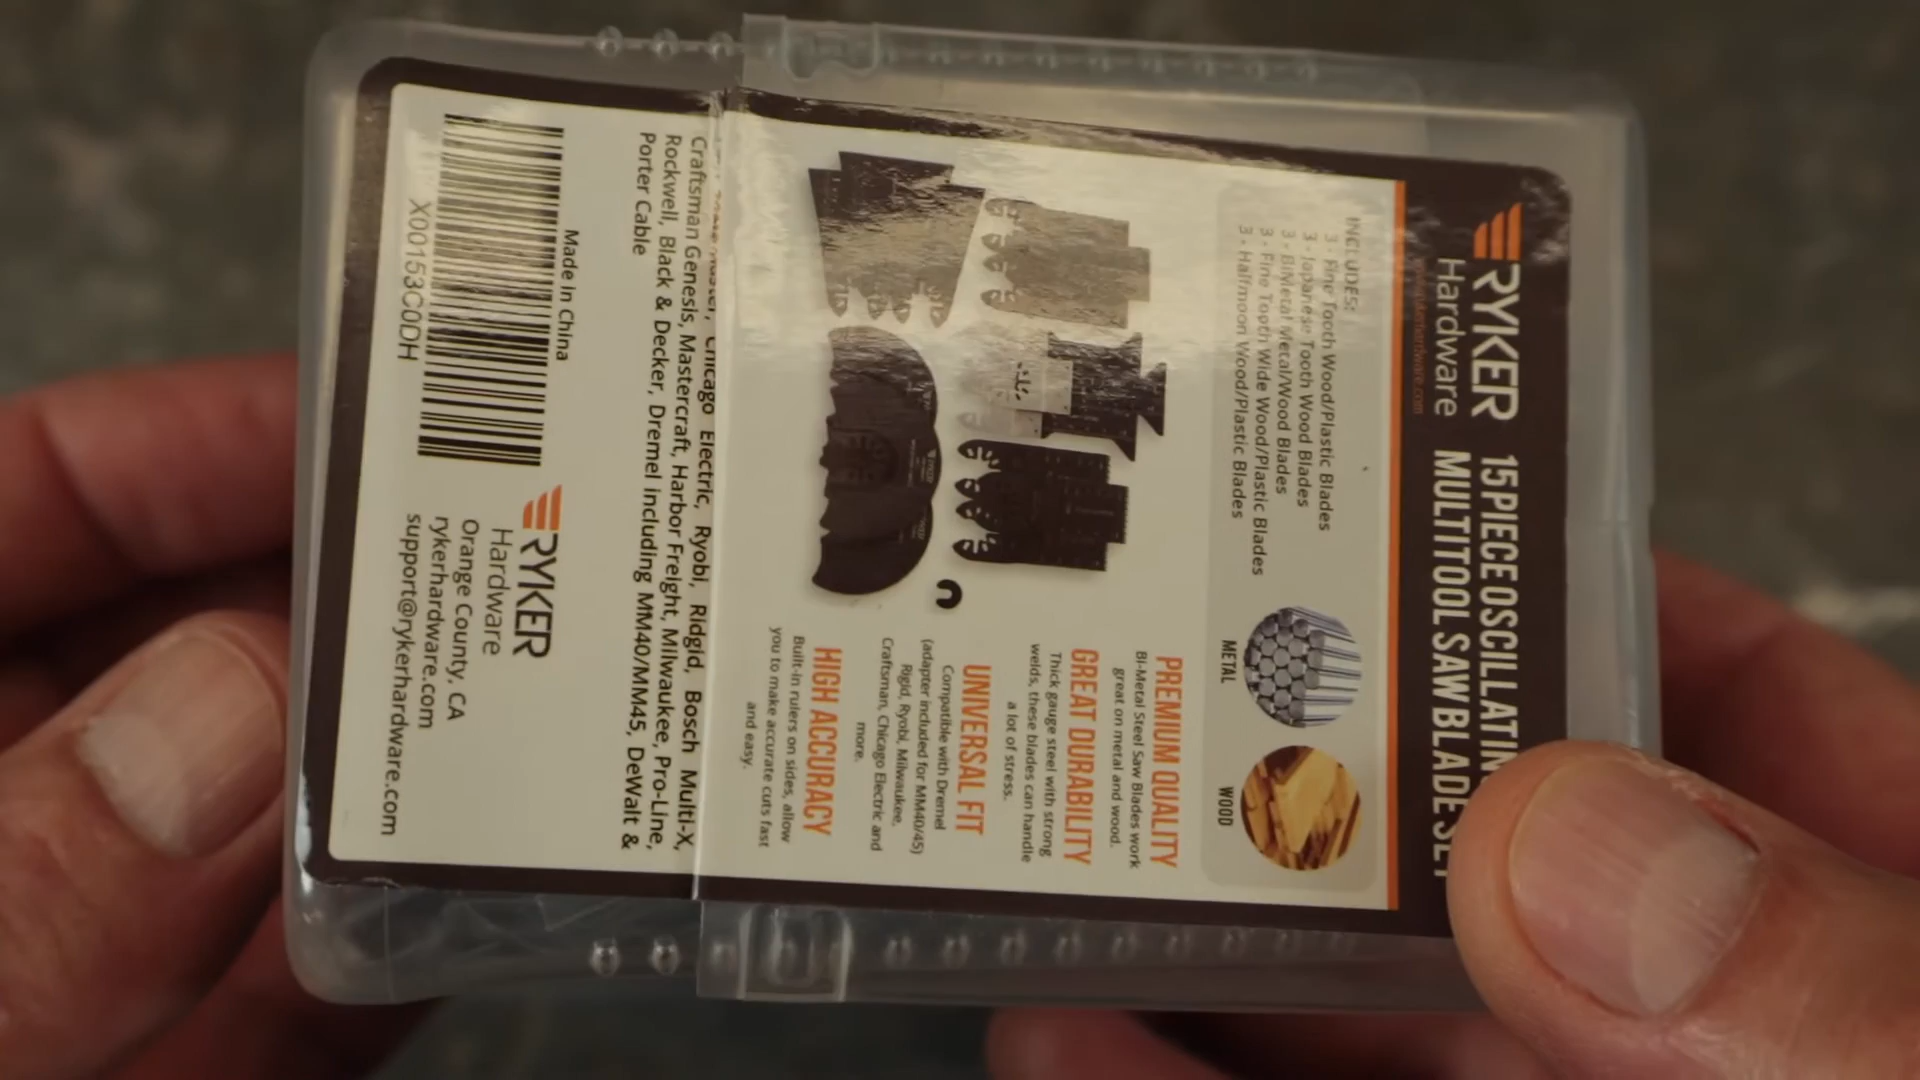 RYKER 15 PIECE OSCILLATING
Hardware MULTITOOL SAW BLADE SET
INCLUDES:
3 - Fine Tooth Wood/Plastic Blades
3 - Japanese Tooth Wood Blades
3 - BiMetal Metal/Wood Blades
3 - Fine Tooth Wide Wood/Plastic Blades
3 - Halfmoon Wood/Plastic Blades
METAL
WOOD
PREMIUM QUALITY
Bi-Metal Steel Saw Blades work
great on metal and wood.
GREAT DURABILITY
Thick gauge steel with strong
welds, these blades can handle
a lot of stress.
UNIVERSAL FIT
Compatible with Dremel
(adapter included for MM40/45)
Rigid, Ryobi, Milwaukee,
Craftsman, Chicago Electric and
more.
HIGH ACCURACY
Built-in rulers on sides, allow
you to make accurate cuts fast
and easy.
Chicago Electric, Ryobi, Ridgid, Bosch Multi-X,
Craftsman Genesis, Mastercraft, Harbor Freight, Milwaukee, Pro-Line,
Rockwell, Black & Decker, Dremel including MM40/MM45, DeWalt &
Porter Cable
Made in China
X00153C0DH
RYKER
Hardware
Orange County, CA
rykerhardware.com
support@rykerhardware.com